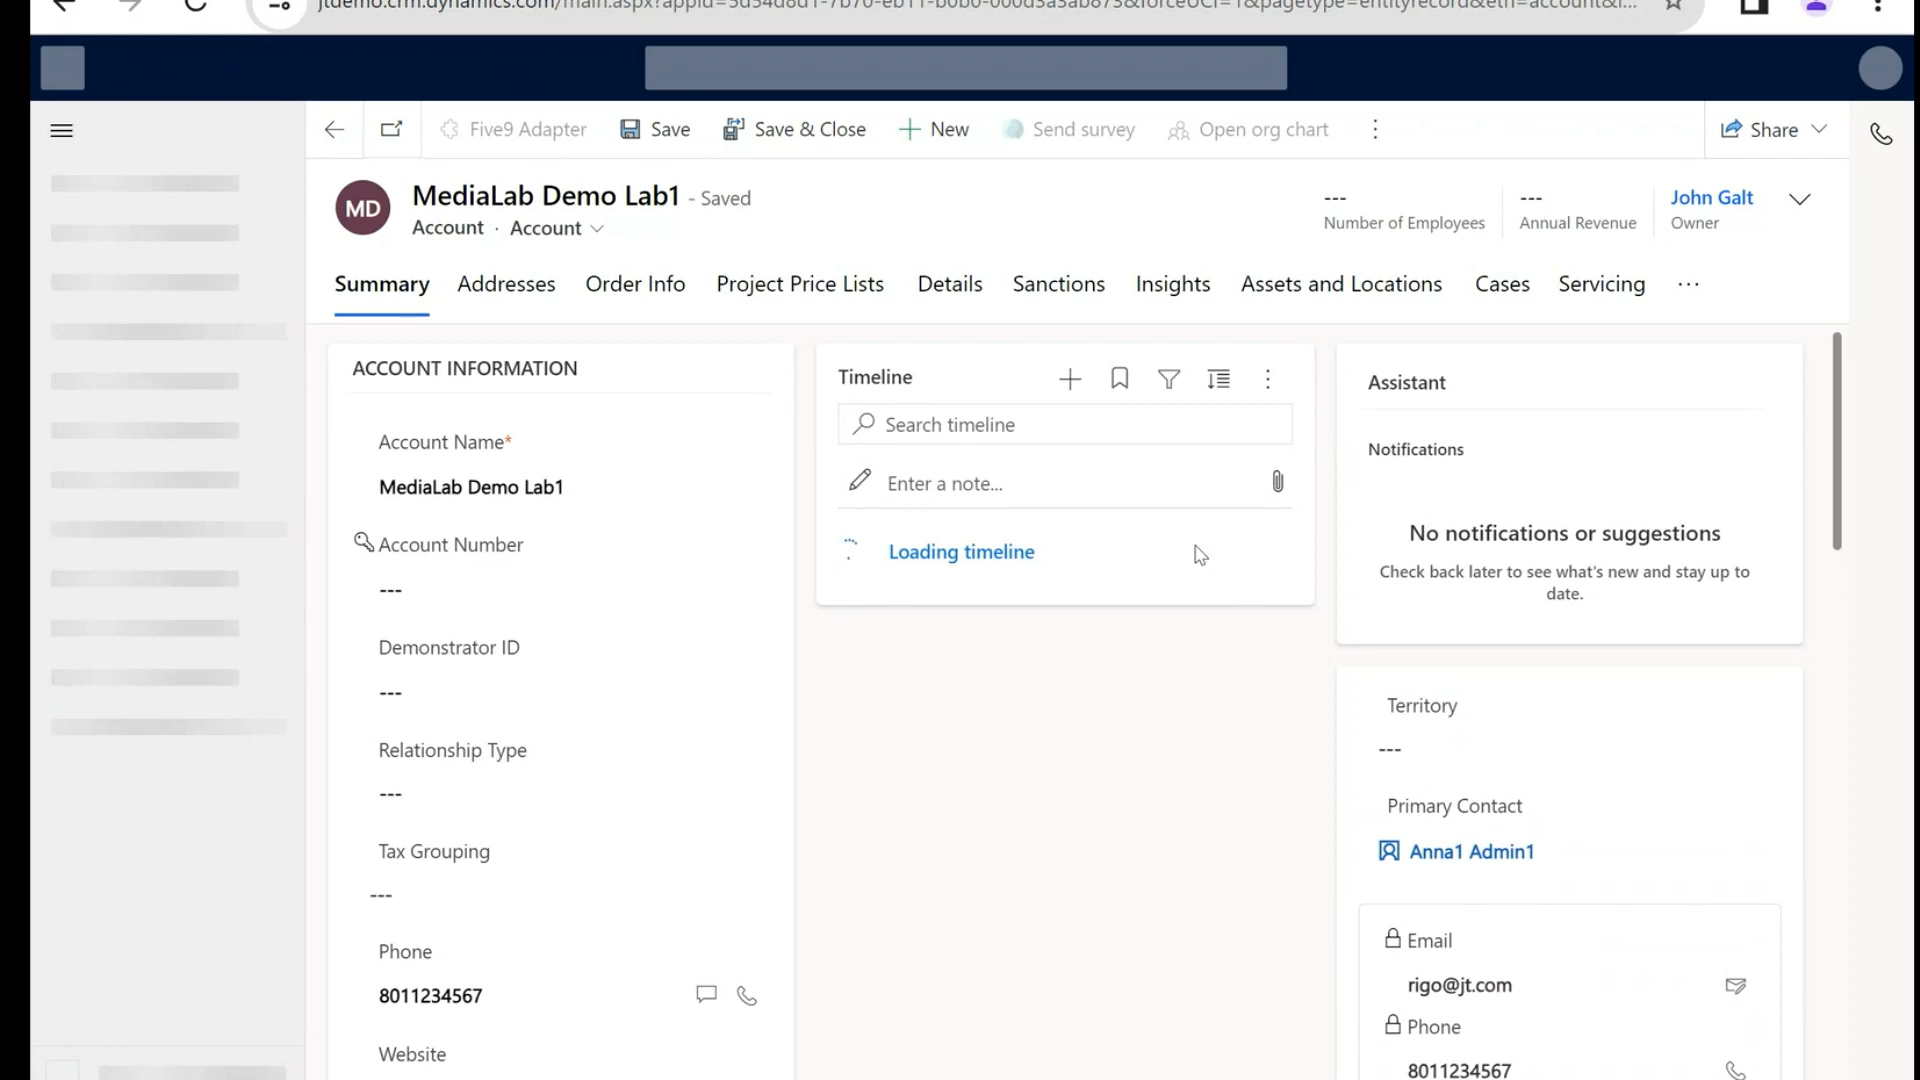 Five9 Adapter Save Save & Close New Send survey Open org chart Share
MD
MediaLab Demo Lab1 - Saved
Account · Account
---
Number of Employees
---
Annual Revenue
John Galt
Owner
Summary Addresses Order Info Project Price Lists Details Sanctions Insights Assets and Locations Cases Servicing ...
ACCOUNT INFORMATION
Account Name*
MediaLab Demo Lab1
Account Number
---
Demonstrator ID
---
Relationship Type
---
Tax Grouping
---
Phone
8011234567
Website
Timeline
Search timeline
Enter a note...
Loading timeline
Assistant
Notifications
No notifications or suggestions
Check back later to see what's new and stay up to
date.
Territory
---
Primary Contact
Anna1 Admin1
Email
rigo@jt.com
Phone
8011234567